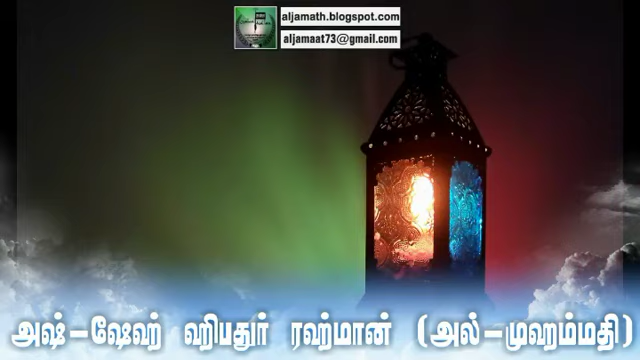 aljamath.blogspot.com
aljamaat73@gmail.com
அஷ்-ஷேஹ் ஹிபதுர் ரஹ்மான் (அல்-முஹம்மதி)